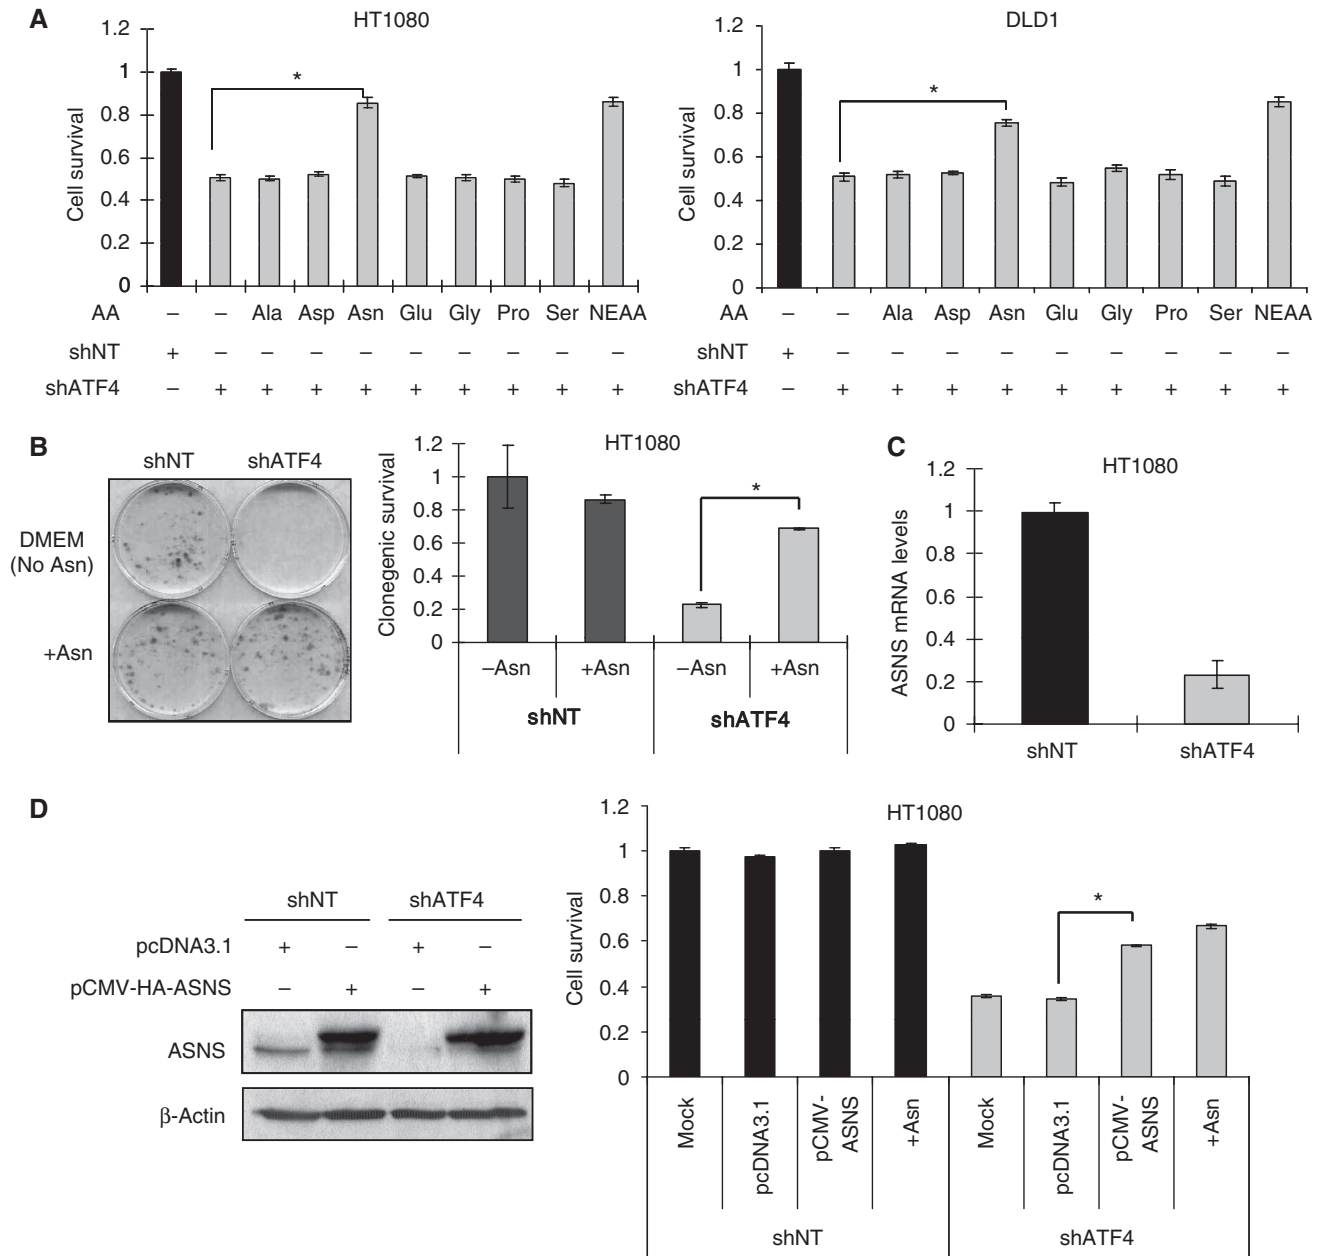 A
HT1080
Cell survival
1.2
1
0.8
0.6
0.4
0.2
0
*
AA – – Ala Asp Asn Glu Gly Pro Ser NEAA
shNT + – – – – – – – – –
shATF4 – + + + + + + + + +
DLD1
Cell survival
1.2
1
0.8
0.6
0.4
0.2
0
*
AA – – Ala Asp Asn Glu Gly Pro Ser NEAA
shNT + – – – – – – – – –
shATF4 – + + + + + + + + +
B
shNT shATF4
DMEM
(No Asn)
+Asn
HT1080
Clonegenic survival
1.2
1
0.8
0.6
0.4
0.2
0
*
–Asn +Asn –Asn +Asn
shNT shATF4
C
HT1080
ASNS mRNA levels
1.2
1
0.8
0.6
0.4
0.2
0
shNT shATF4
D
shNT shATF4
pcDNA3.1 + – + –
pCMV-HA-ASNS – + – +
ASNS
β-Actin
HT1080
Cell survival
1.2
1
0.8
0.6
0.4
0.2
0
*
Mock
pcDNA3.1
pCMV-
ASNS
+Asn
Mock
pcDNA3.1
pCMV-
ASNS
+Asn
shNT shATF4